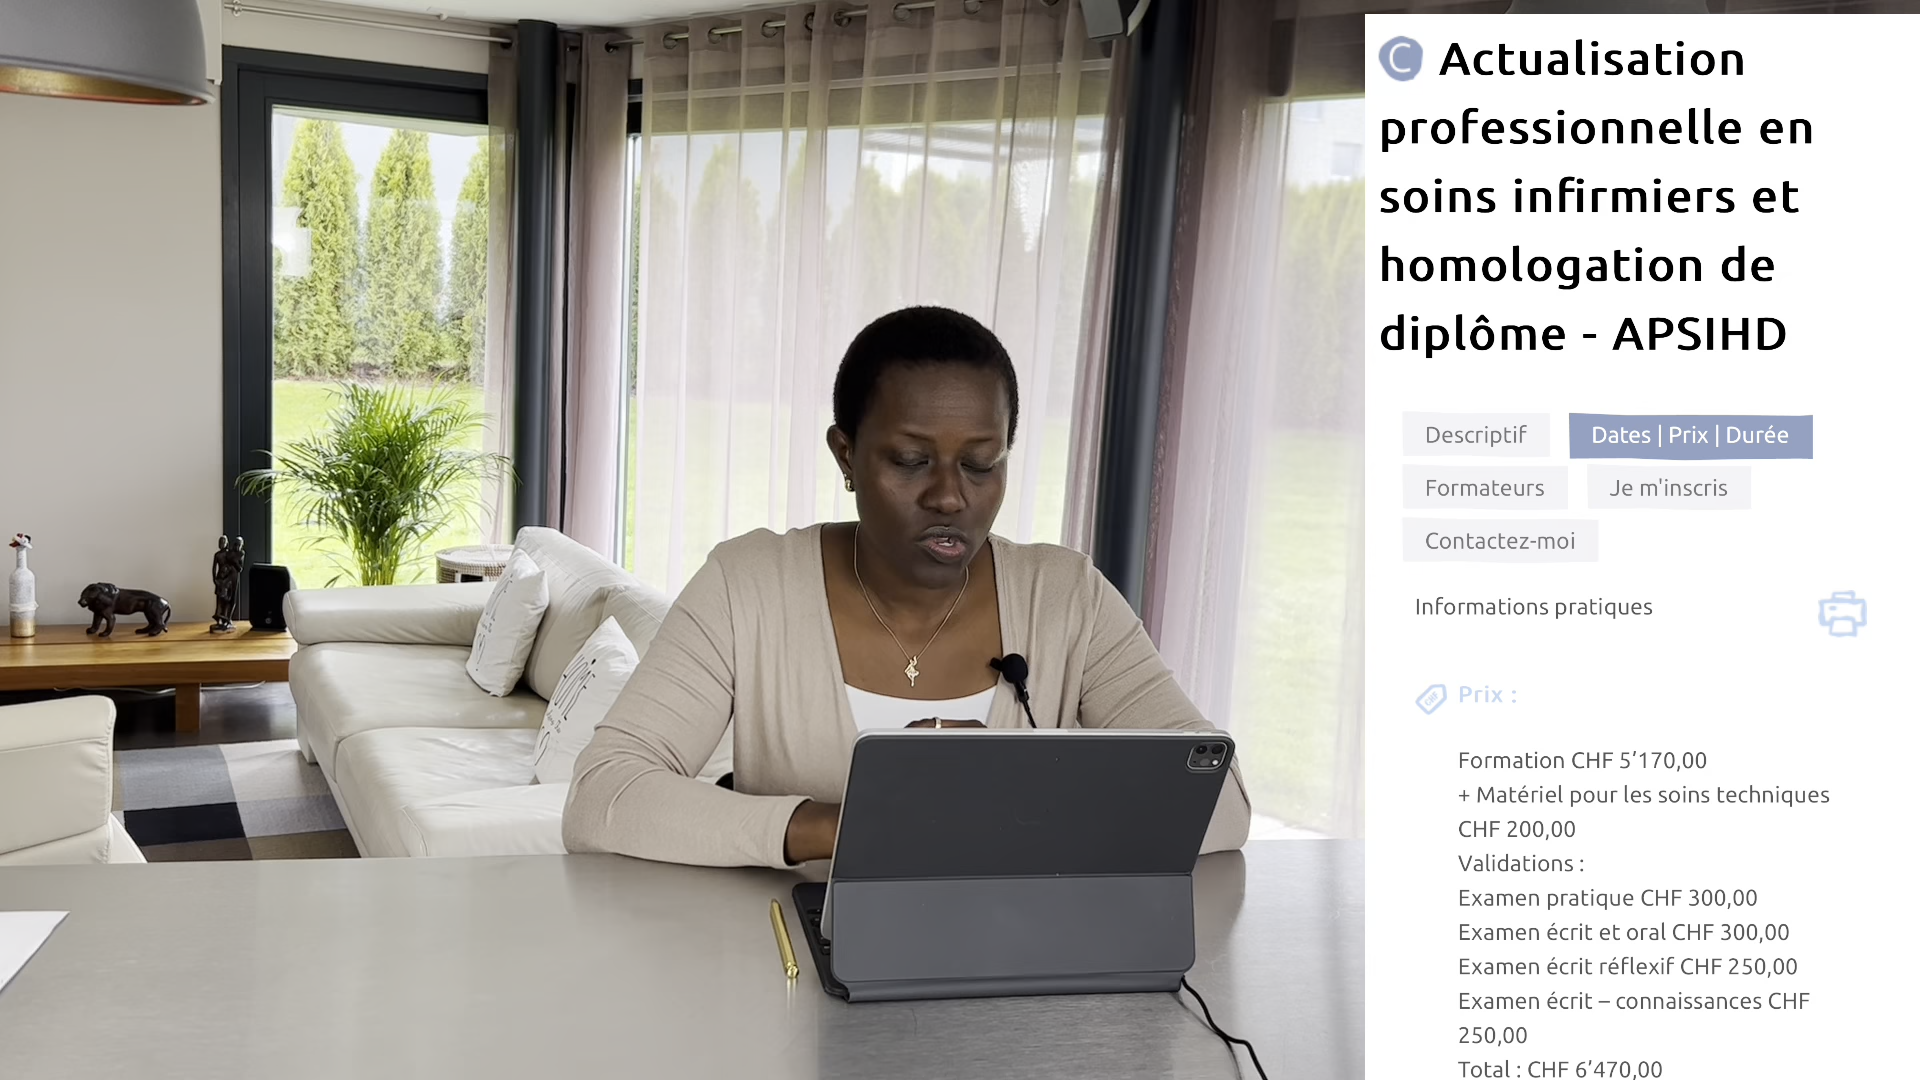 C Actualisation
professionnelle en
soins infirmiers et
homologation de
diplôme - APSIHD
Descriptif
Dates | Prix | Durée
Formateurs
Je m'inscris
Contactez-moi
Informations pratiques
Prix :
Formation CHF 5’170,00
+ Matériel pour les soins techniques
CHF 200,00
Validations :
Examen pratique CHF 300,00
Examen écrit et oral CHF 300,00
Examen écrit réflexif CHF 250,00
Examen écrit – connaissances CHF
250,00
Total : CHF 6’470,00